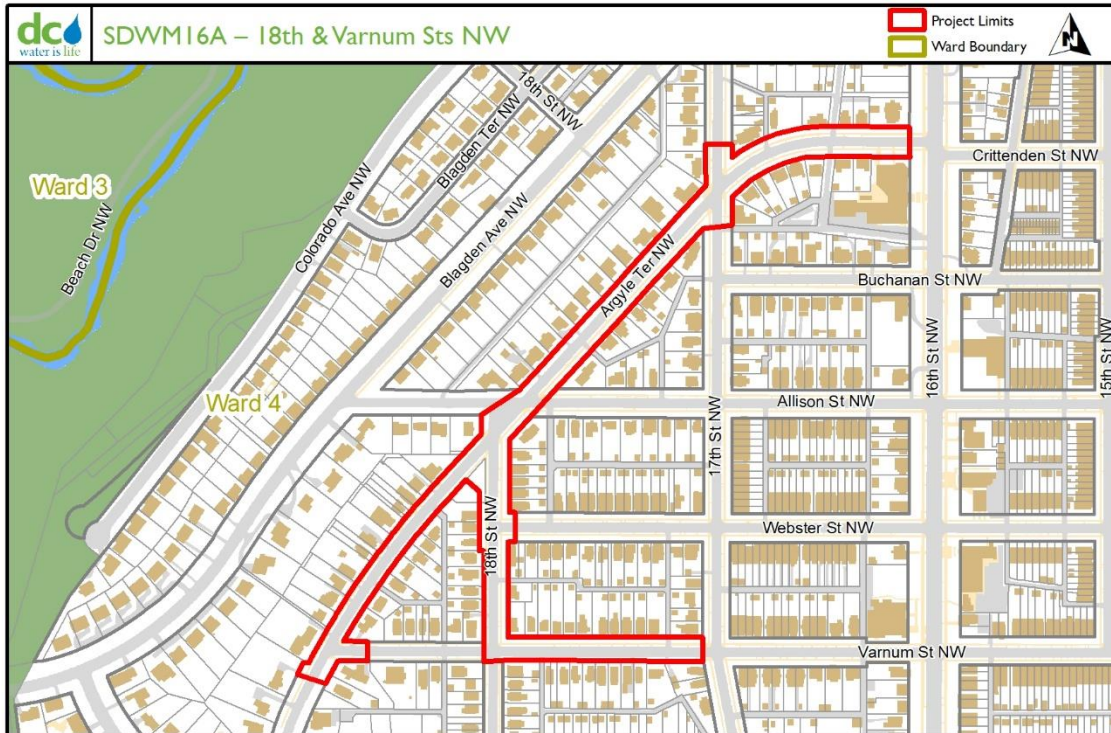 dc
water is life
SDWM16A – 18th & Varnum Sts NW
Project Limits
Ward Boundary
N
18th St NW
Blagden Ter NW
Crittenden St NW
Ward 3
Colorado Ave NW
Beach Dr NW
Blagden Ave NW
Argyle Ter NW
Buchanan St NW
16th St NW
15th St NW
Ward 4
Allison St NW
17th St NW
Webster St NW
18th St NW
Varnum St NW